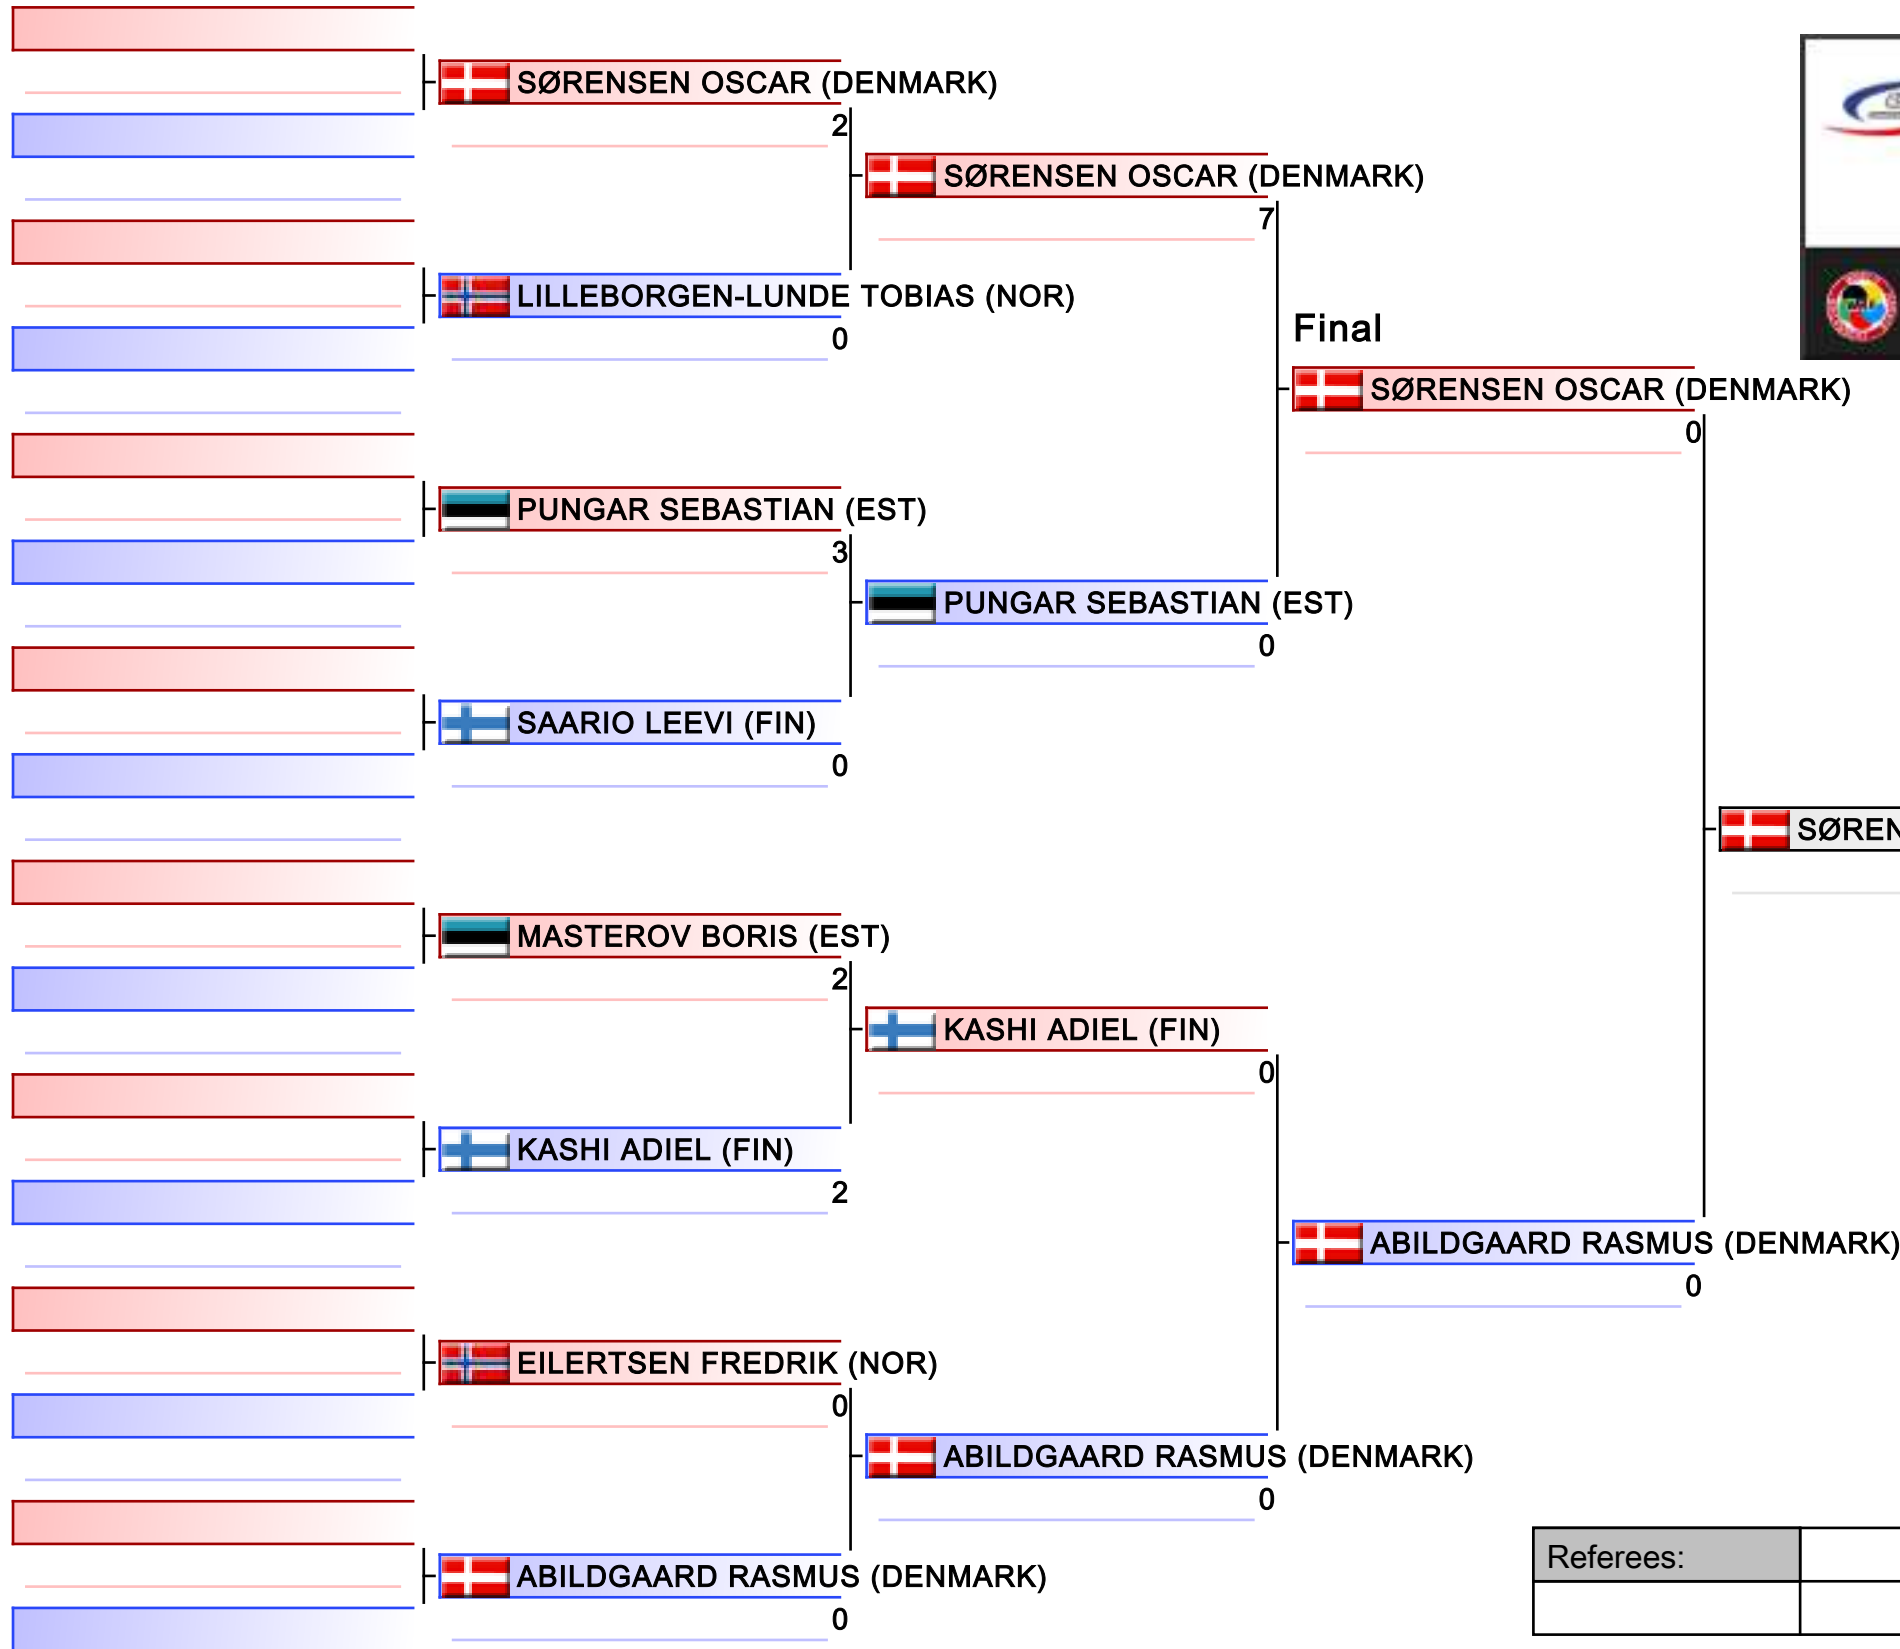 SØRENSEN OSCAR (DENMARK)
2
SØRENSEN OSCAR (DENMARK)
7
LILLEBORGEN-LUNDE TOBIAS (NOR)
0
Final
SØRENSEN OSCAR (DENMARK)
0
PUNGAR SEBASTIAN (EST)
3
PUNGAR SEBASTIAN (EST)
0
SAARIO LEEVI (FIN)
0
SØREN
MASTEROV BORIS (EST)
2
KASHI ADIEL (FIN)
0
KASHI ADIEL (FIN)
2
ABILDGAARD RASMUS (DENMARK)
0
EILERTSEN FREDRIK (NOR)
0
ABILDGAARD RASMUS (DENMARK)
0
ABILDGAARD RASMUS (DENMARK)
0
Referees: